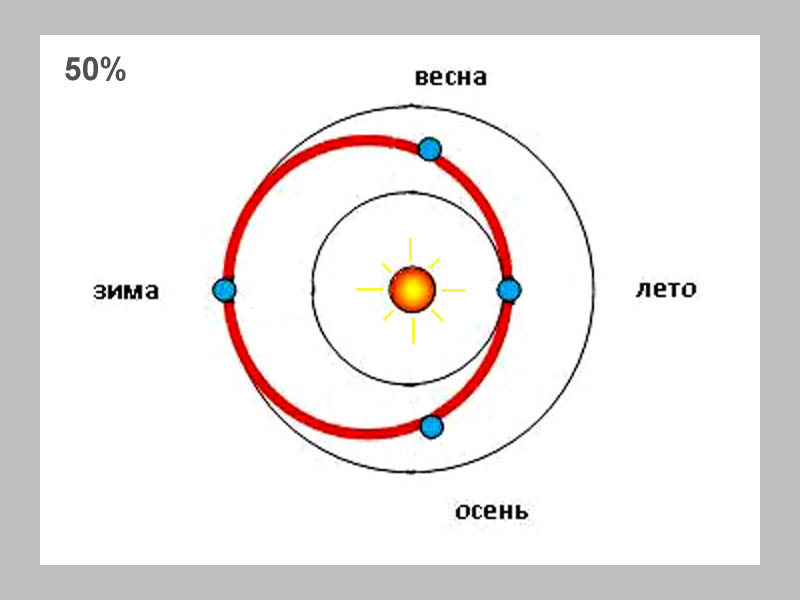 50%
весна
зима
лето
осень